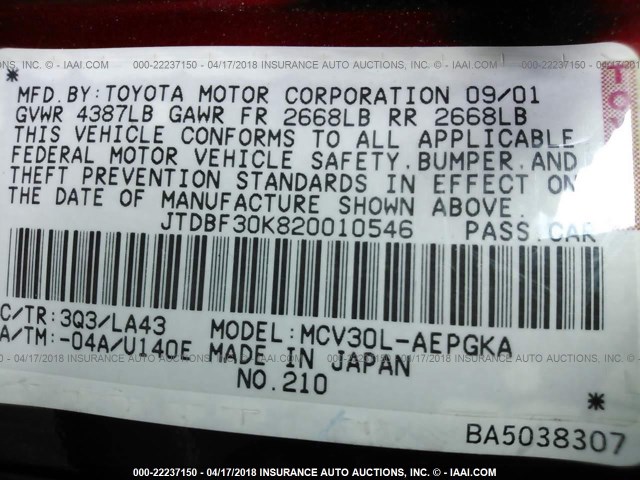 000-22237150 - 04/17/2018 INSURANCE AUTO AUCTIONS, INC. - IAAI.COM
*
MFD.BY:TOYOTA MOTOR CORPORATION 09/01
GVWR 4387LB GAWR FR 2668LB RR 2668LB
THIS VEHICLE CONFORMS TO ALL APPLICABLE
FEDERAL MOTOR VEHICLE SAFETY,BUMPER,AND
THEFT PREVENTION STANDARDS IN EFFECT ON
THE DATE OF MANUFACTURE SHOWN ABOVE.
JTDBF30K820010546 PASS.CAR
C/TR:3Q3/LA43 MODEL:MCV30L-AEPGKA
A/TM:-04A/U140E MADE IN JAPAN
NO.210
*
BA5038307
000-22237150 - 04/17/2018 INSURANCE AUTO AUCTIONS, INC. - IAAI.COM